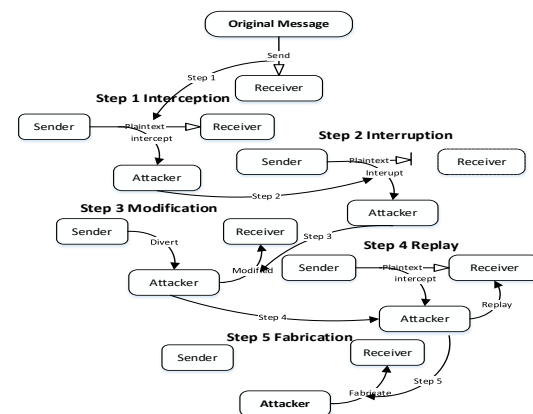 Original Message
Send
Step 1
Receiver
Step 1 Interception
Sender
Plaintext
intercept
Receiver
Attacker
Step 2 Interruption
Sender
Plaintext
Interupt
Receiver
Step 2
Attacker
Step 3 Modification
Sender
Divert
Receiver
Step 3
Attacker
Modified
Step 4 Replay
Sender
Plaintext
intercept
Receiver
Replay
Step 4
Attacker
Step 5 Fabrication
Sender
Receiver
Step 5
Attacker
Fabricate